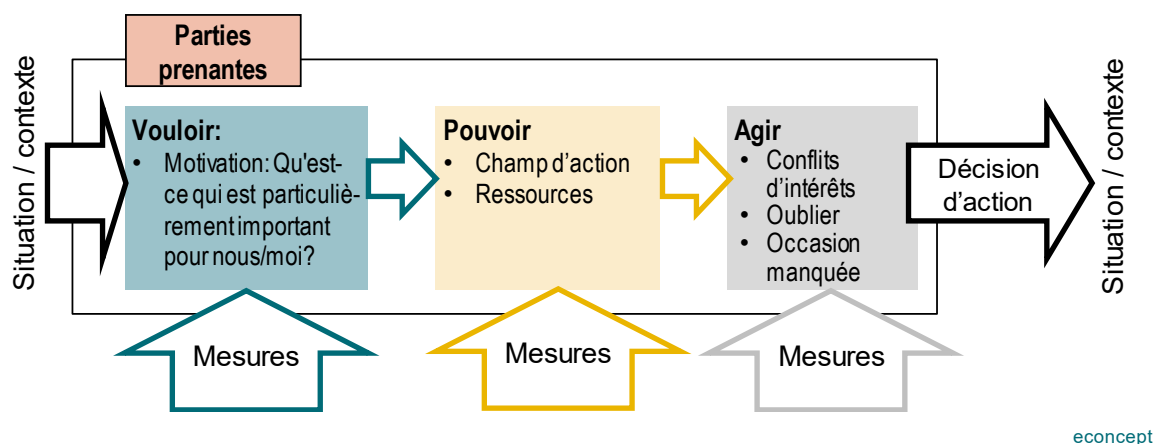 Parties
prenantes
Situation / contexte
Vouloir:
• Motivation: Qu'est-
ce qui est particuliè-
rement important
pour nous/moi?
Pouvoir
• Champ d'action
• Ressources
Agir
• Conflits
d'intérêts
• Oublier
• Occasion
manquée
Décision
d'action
Situation / contexte
Mesures
Mesures
Mesures
econcept